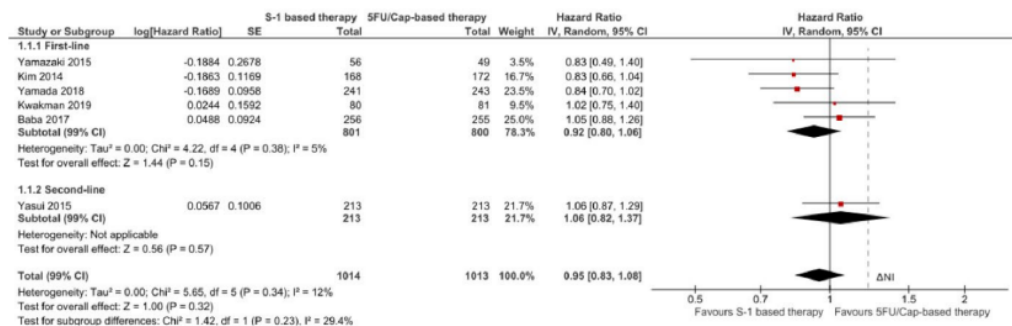 S-1 based therapy 5FU/Cap-based therapy Hazard Ratio Hazard Ratio
Study or Subgroup log[Hazard Ratio] SE Total Total Weight IV, Random, 95% CI IV, Random, 95% CI
1.1.1 First-line
Yamazaki 2015 -0.1884 0.2678 56 49 3.5% 0.83 [0.49, 1.40]
Kim 2014 -0.1863 0.1169 168 172 16.7% 0.83 [0.66, 1.04]
Yamada 2018 -0.1689 0.0958 241 243 23.5% 0.84 [0.70, 1.02]
Kwakman 2019 0.0244 0.1592 80 81 9.5% 1.02 [0.75, 1.40]
Baba 2017 0.0488 0.0924 256 255 25.0% 1.05 [0.88, 1.26]
Subtotal (99% CI) 801 800 78.3% 0.92 [0.80, 1.06]
Heterogeneity: Tau² = 0.00; Chi² = 4.22, df = 4 (P = 0.38); I² = 5%
Test for overall effect: Z = 1.44 (P = 0.15)
1.1.2 Second-line
Yasui 2015 0.0567 0.1006 213 213 21.7% 1.06 [0.87, 1.29]
Subtotal (99% CI) 213 213 21.7% 1.06 [0.82, 1.37]
Heterogeneity: Not applicable
Test for overall effect: Z = 0.56 (P = 0.57)
Total (99% CI) 1014 1013 100.0% 0.95 [0.83, 1.08] ΔNI
Heterogeneity: Tau² = 0.00; Chi² = 5.65, df = 5 (P = 0.34); I² = 12%
Test for overall effect: Z = 1.00 (P = 0.32)
Test for subgroup differences: Chi² = 1.42, df = 1 (P = 0.23), I² = 29.4%
0.5 0.7 1 1.5 2
Favours S-1 based therapy Favours 5FU/Cap-based therapy